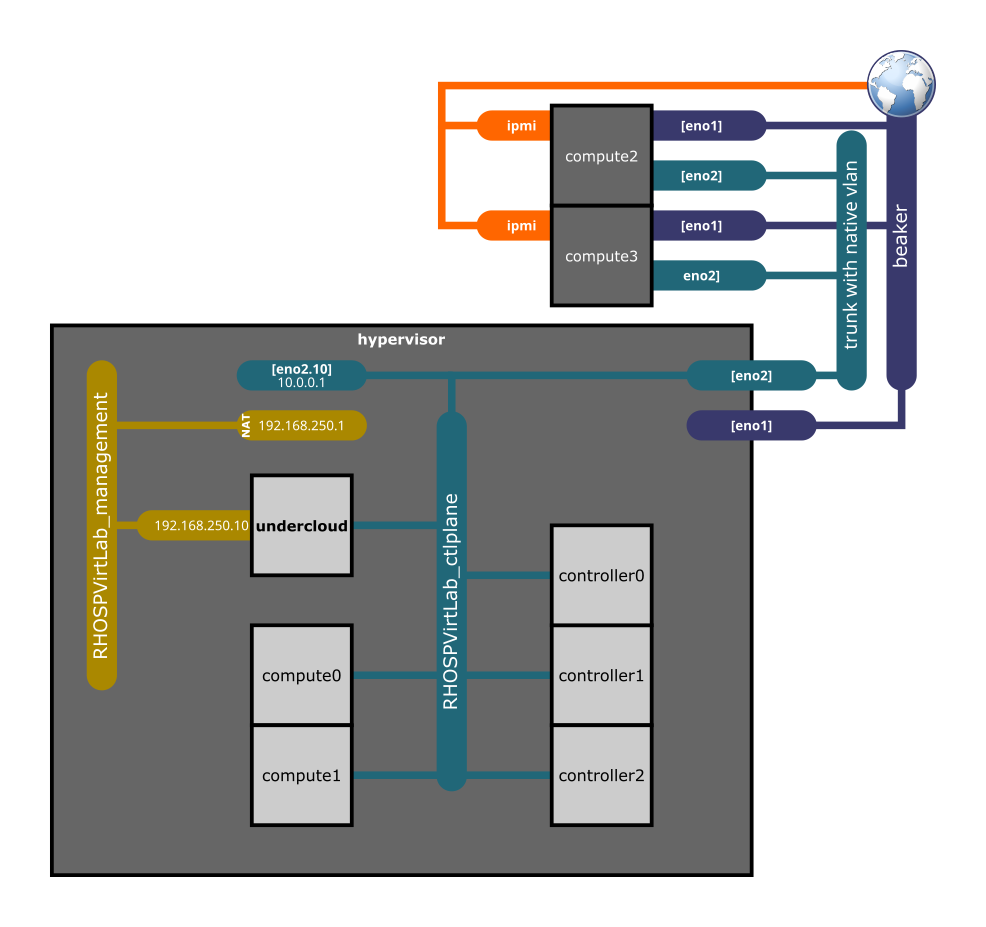 ipmi
[eno1]
compute2
[eno2]
ipmi
[eno1]
compute3
eno2]
trunk with native vlan
beaker
hypervisor
[eno2.10]
10.0.0.1
[eno2]
NAT
192.168.250.1
[eno1]
RHOSPVirtLab_management
192.168.250.10
undercloud
RHOSPVirtLab_ctlplane
controller0
compute0
controller1
compute1
controller2